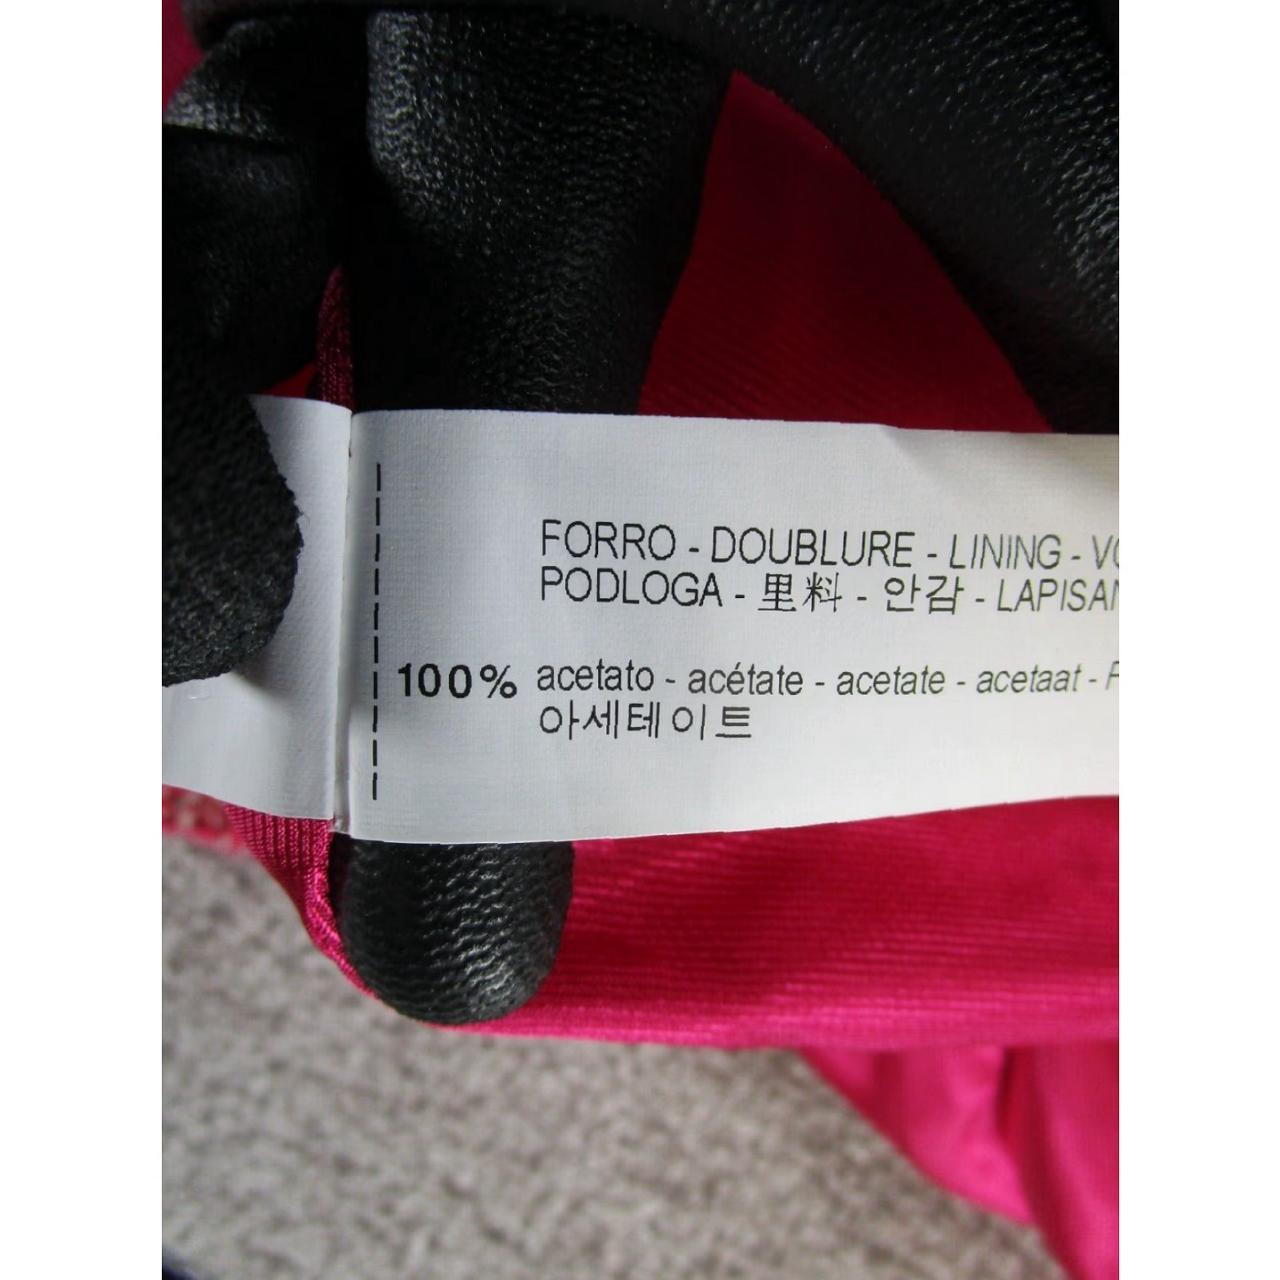 FORRO - DOUBLURE - LINING -
PODLOGA - 里料 - 안감 -
100% acetato - acétate - acetate - acetaat -
아세테이트